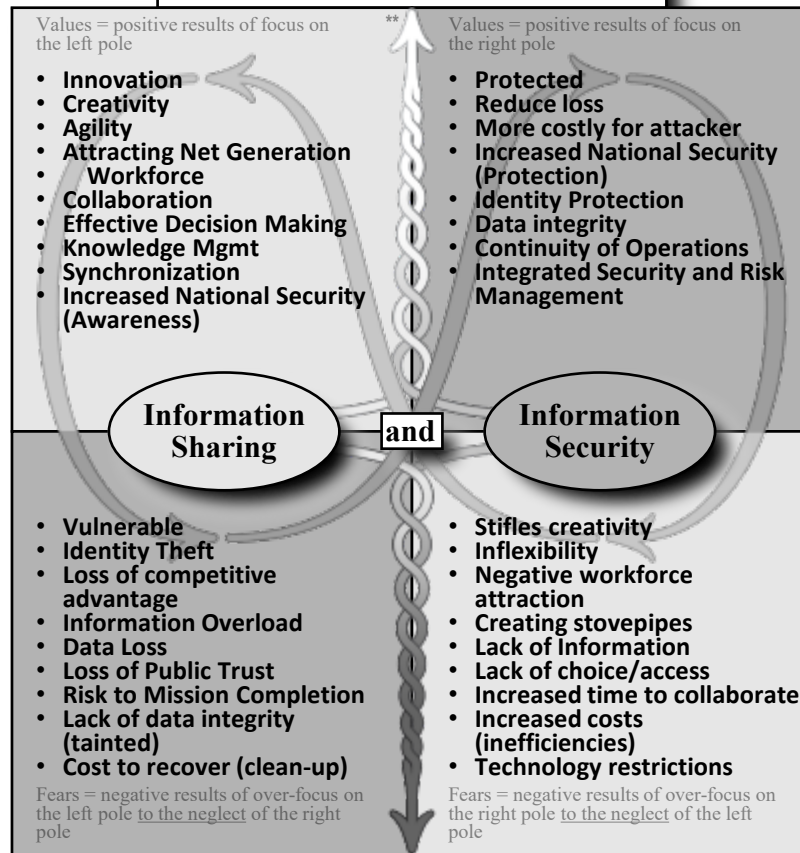 Values = positive results of focus on
the left pole
• Innovation
• Creativity
• Agility
• Attracting Net Generation
• Workforce
• Collaboration
• Effective Decision Making
• Knowledge Mgmt
• Synchronization
• Increased National Security
(Awareness)
**
Values = positive results of focus on
the right pole
• Protected
• Reduce loss
• More costly for attacker
• Increased National Security
(Protection)
• Identity Protection
• Data integrity
• Continuity of Operations
• Integrated Security and Risk
Management
Information
Sharing
and
Information
Security
• Vulnerable
• Identity Theft
• Loss of competitive
advantage
• Information Overload
• Data Loss
• Loss of Public Trust
• Risk to Mission Completion
• Lack of data integrity
(tainted)
• Cost to recover (clean-up)
Fears = negative results of over-focus on
the left pole to the neglect of the right
pole
• Stifles creativity
• Inflexibility
• Negative workforce
attraction
• Creating stovepipes
• Lack of Information
• Lack of choice/access
• Increased time to collaborate
• Increased costs
(inefficiencies)
• Technology restrictions
Fears = negative results of over-focus on
the right pole to the neglect of the left
pole